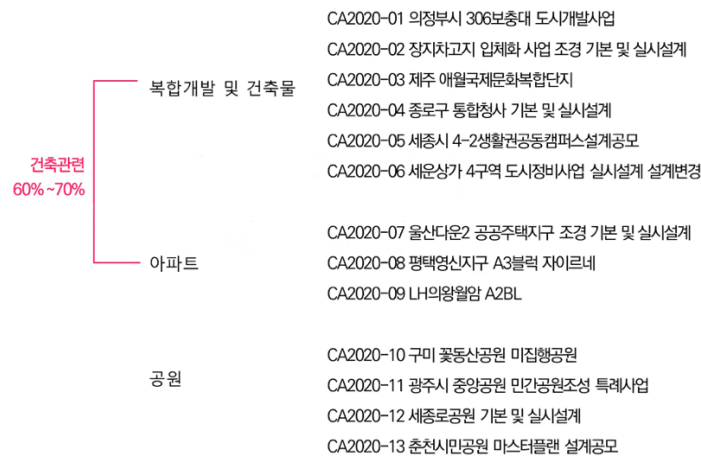 CA2020-01 의정부시 306보충대 도시개발사업
CA2020-02 장지차고지 입체화 사업 조경 기본 및 실시설계
복합개발 및 건축물
CA2020-03 제주 애월국제문화복합단지
CA2020-04 종로구 통합청사 기본 및 실시설계
CA2020-05 세종시 4-2생활권공동캠퍼스설계공모
CA2020-06 세운상가 4구역 도시정비사업 실시설계 설계변경
건축관련
60%~70%
CA2020-07 울산다운2 공공주택지구 조경 기본 및 실시설계
아파트
CA2020-08 평택영신지구 A3블럭 자이르네
CA2020-09 LH의왕월암 A2BL
공원
CA2020-10 구미 꽃동산공원 미집행공원
CA2020-11 광주시 중앙공원 민간공원조성 특례사업
CA2020-12 세종로공원 기본 및 실시설계
CA2020-13 춘천시민공원 마스터플랜 설계공모